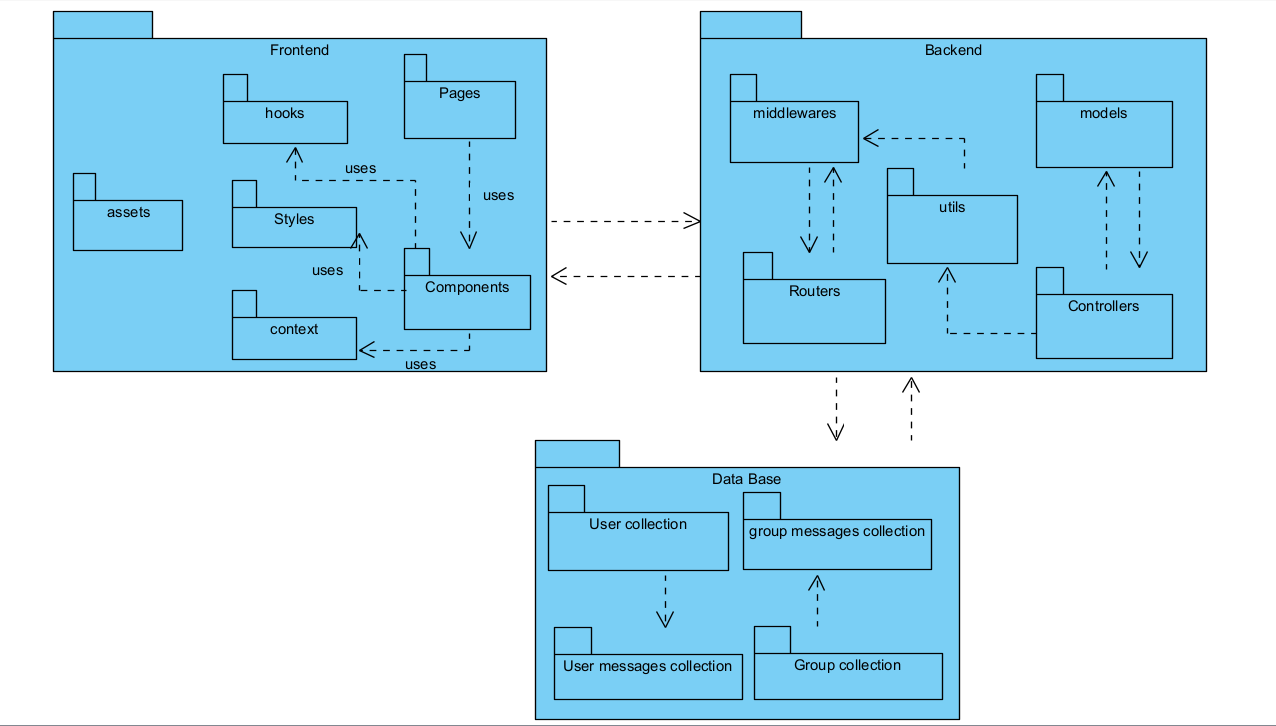 Frontend
Pages
hooks
uses
uses
assets
Styles
uses
Components
context
uses
Backend
middlewares
models
utils
Routers
Controllers
Data Base
User collection
group messages collection
User messages collection
Group collection